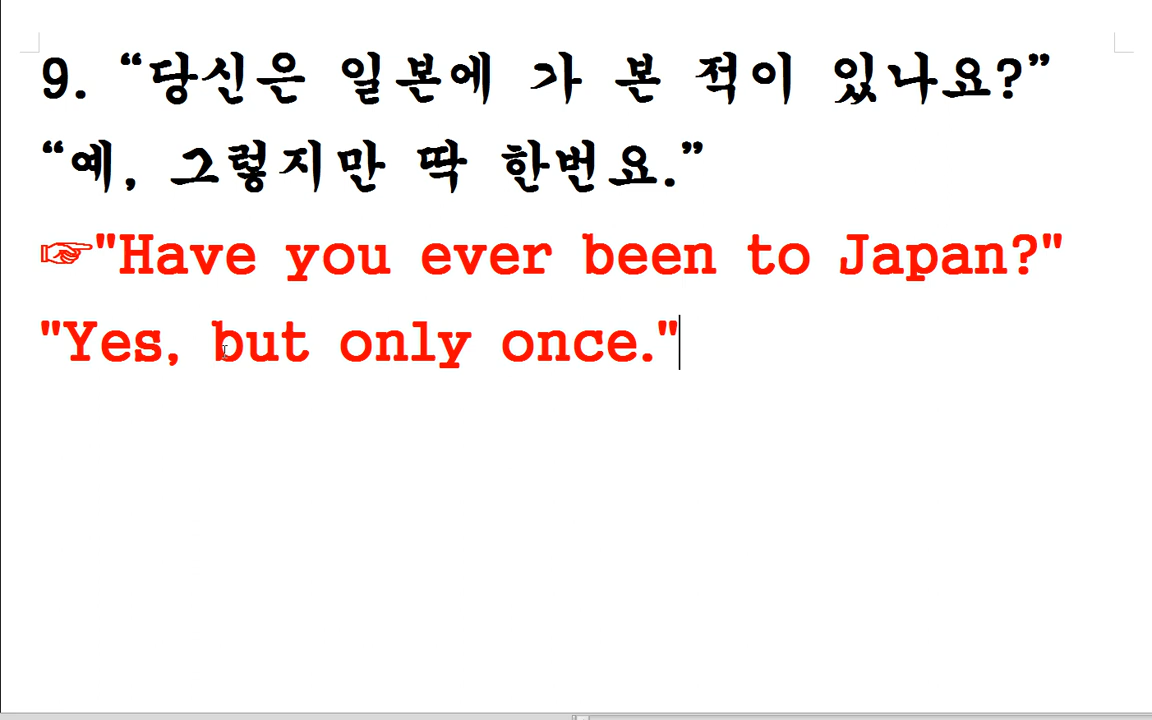 9. “당신은 일본에 가 본 적이 있나요?”
“예, 그렇지만 딱 한번요.”
☞"Have you ever been to Japan?"
"Yes, but only once."